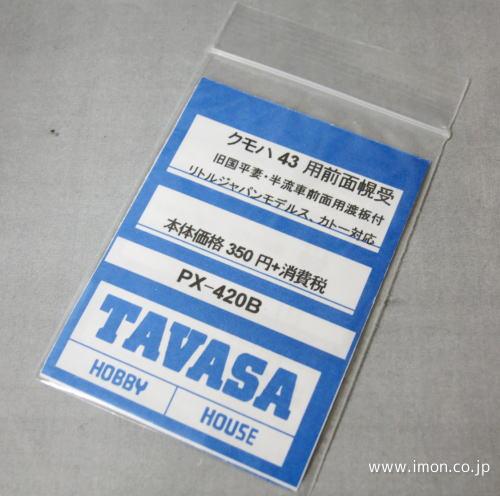 クモハ 43 用前面幌受
旧国平妻・半流車前面用渡板付
リトルジャパンモデルス、カトー対応
本体価格 350 円+消費税
PX-420B
TAVASA
HOBBY HOUSE
www.imon.co.jp